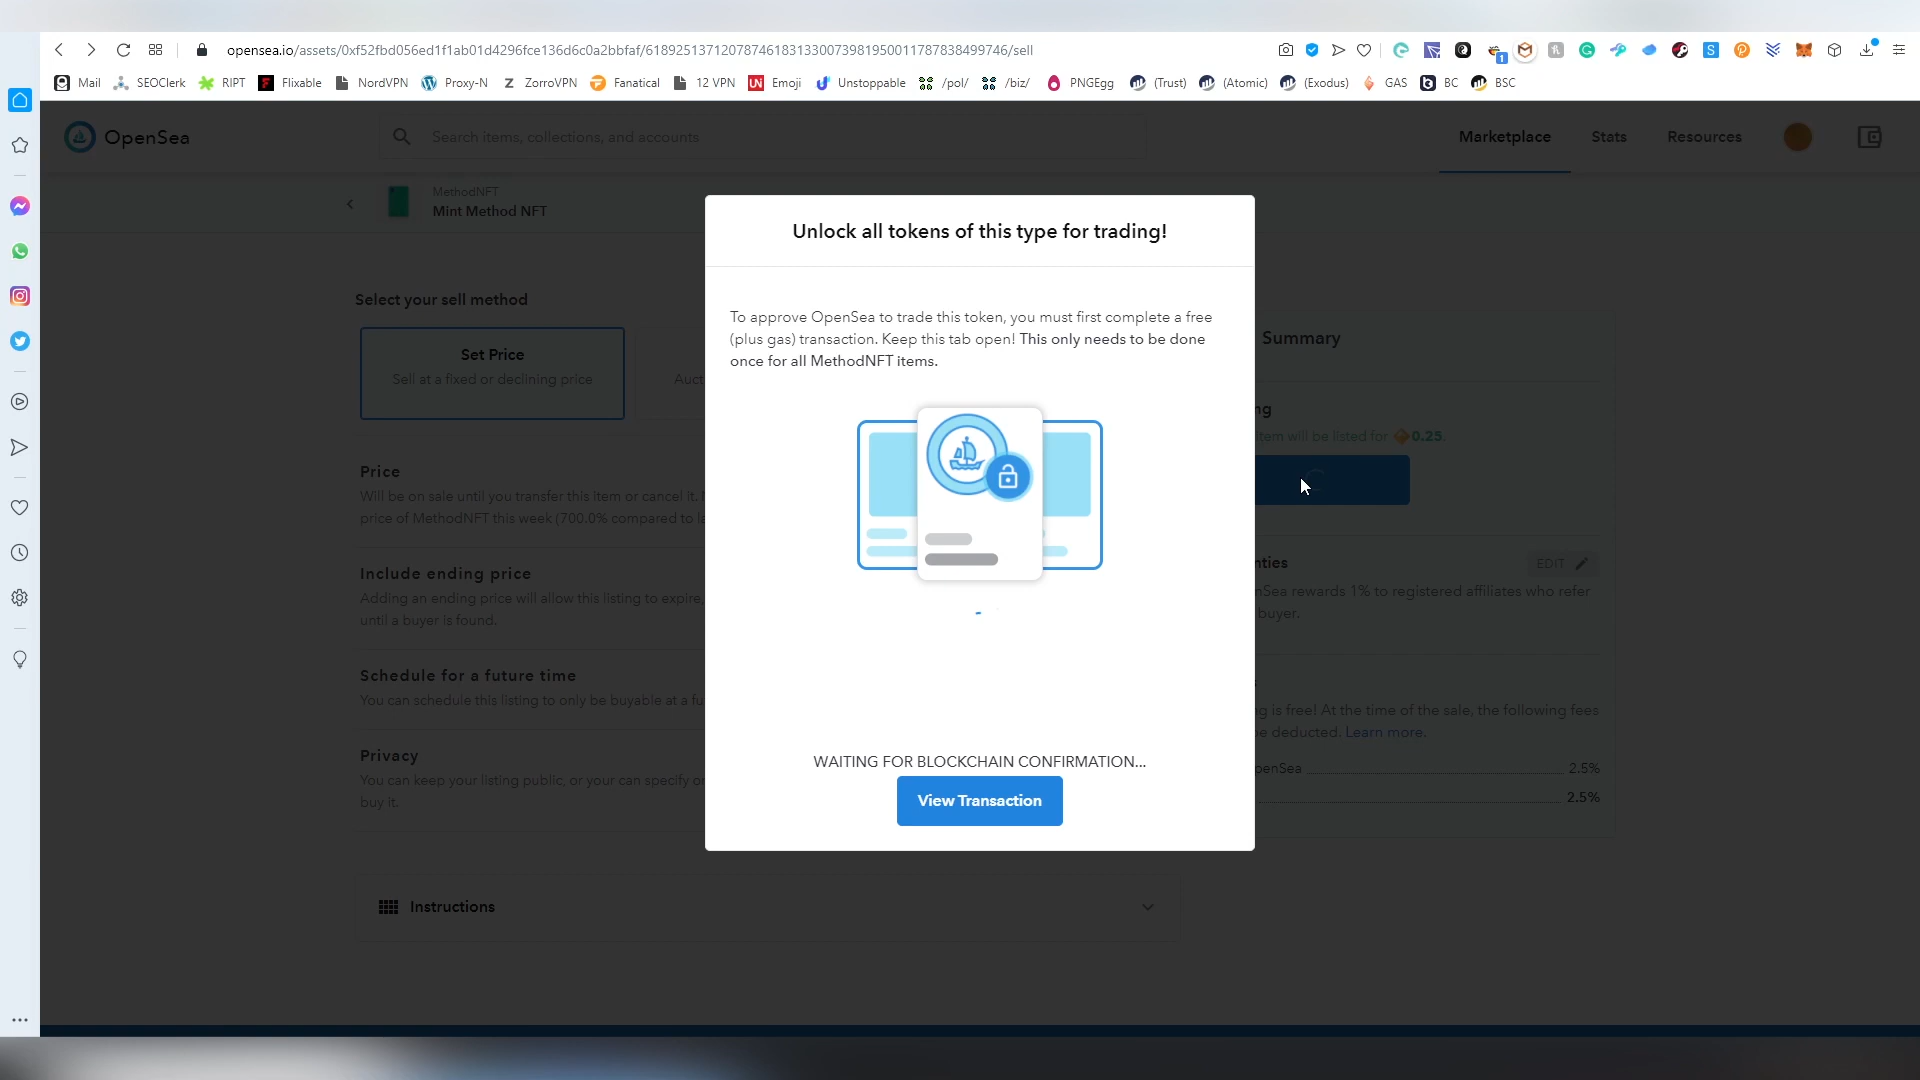 opensea.io/assets/0xf52fbd056ed1f1ab01d4296fce136d6c0a2bbfaf/61892513712078746183133007398195001178783849​9746/sell
1
Mail SEOClerk RIPT Flixable NordVPN Proxy-N ZorroVPN Fanatical 12 VPN Emoji Unstoppable /pol/ /biz/ PNGEgg (Trust) (Atomic) (Exodus) GAS BC BSC
OpenSea Search items, collections, and accounts Marketplace Stats Resources
MethodNFT
Mint Method NFT
Unlock all tokens of this type for trading!
To approve OpenSea to trade this token, you must first complete a free
(plus gas) transaction. Keep this tab open! This only needs to be done
once for all MethodNFT items.
WAITING FOR BLOCKCHAIN CONFIRMATION...
View Transaction
Select your sell method
Set Price
Sell at a fixed or declining price
Auct
Price
Will be on sale until you transfer this item or cancel it.
price of MethodNFT this week (700.0% compared to la
Include ending price
Adding an ending price will allow this listing to expire,
until a buyer is found.
Schedule for a future time
You can schedule this listing to only be buyable at a fu
Privacy
You can keep your listing public, or your can specify or
buy it.
Instructions
Summary
ng
item will be listed for 0.25.
nties
EDIT
nSea rewards 1% to registered affiliates who refer
buyer.
g is free! At the time of the sale, the following fees
be deducted. Learn more.
penSea 2.5%
2.5%